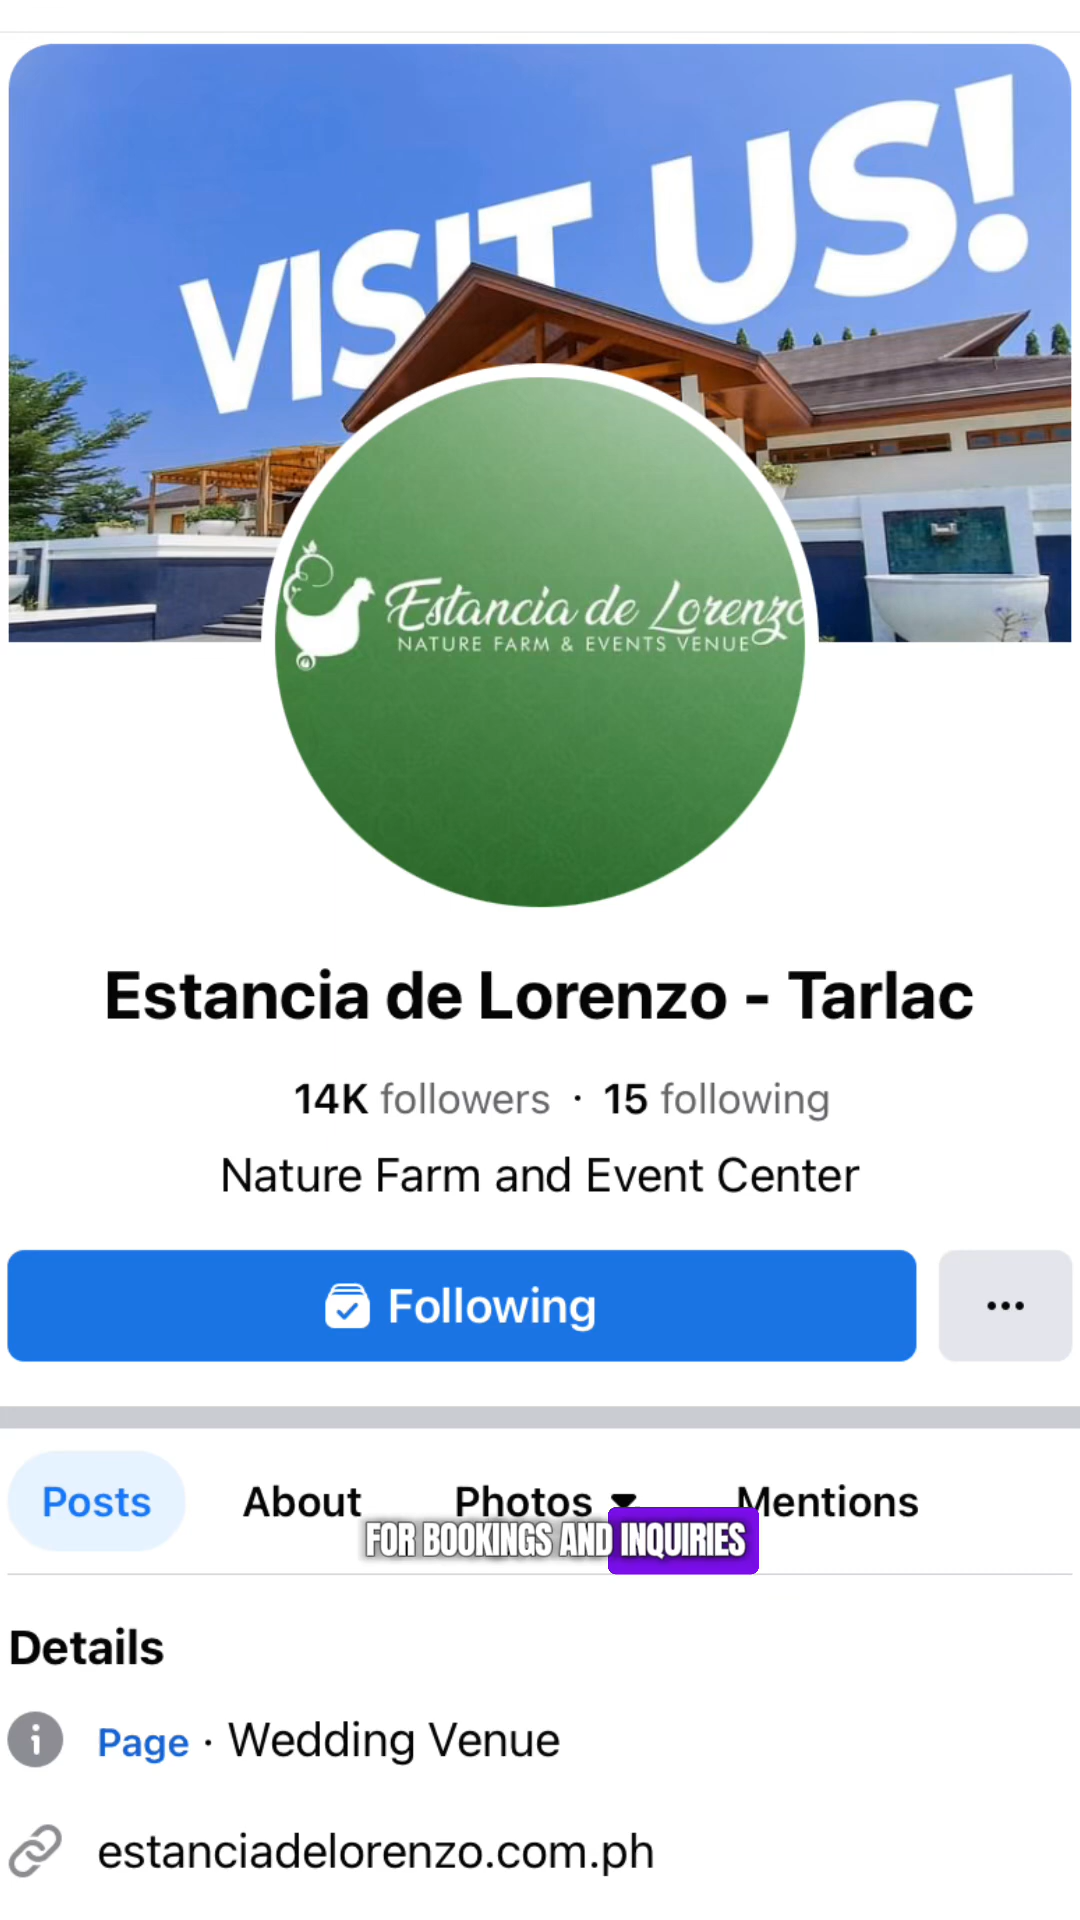 VISIT US!
Estancia de Lorenzo
NATURE FARM & EVENTS VENUE
Estancia de Lorenzo - Tarlac
14K followers · 15 following
Nature Farm and Event Center
Following
Posts About Photos Mentions
FOR BOOKINGS AND INQUIRIES
Details
Page · Wedding Venue
estanciadelorenzo.com.ph